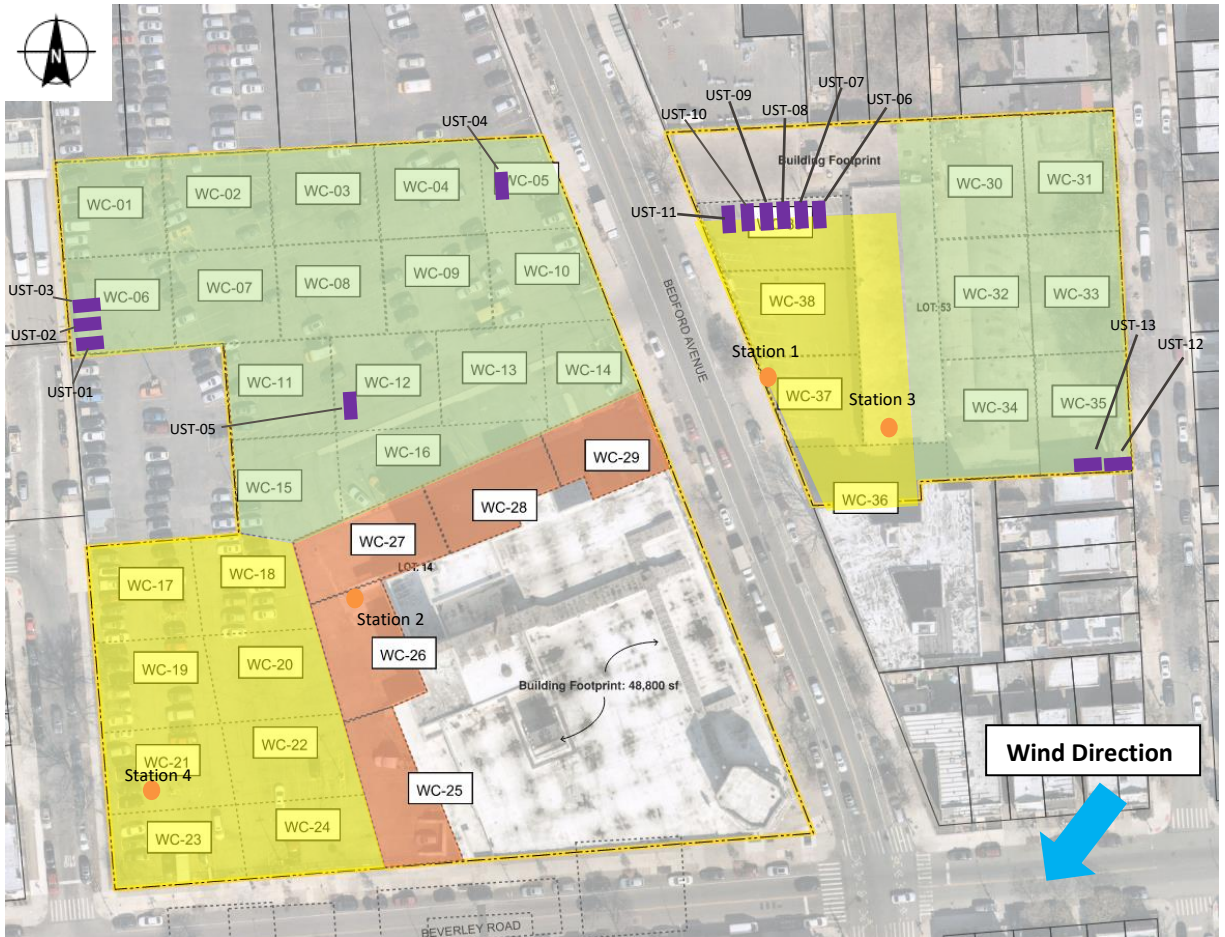 N
UST-04
UST-10
UST-09
UST-08
UST-07
UST-06
UST-11
Building Footprint
WC-01
WC-02
WC-03
WC-04
WC-05
WC-30
WC-31
UST-03
UST-02
UST-01
WC-06
WC-07
WC-08
WC-09
WC-10
BEDFORD AVENUE
WC-38
LOT: 53
WC-32
WC-33
UST-13
UST-12
Station 1
WC-37
Station 3
WC-34
WC-35
WC-36
UST-05
WC-11
WC-12
WC-13
WC-14
WC-15
WC-16
WC-29
WC-28
WC-27
LOT: 14
WC-17
WC-18
Station 2
WC-26
WC-19
WC-20
Building Footprint: 48,800 sf
WC-21
WC-22
Station 4
WC-25
WC-23
WC-24
BEVERLEY ROAD
Wind Direction